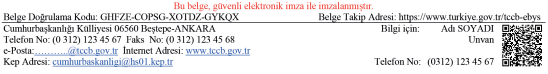 Bu belge, güvenli elektronik imza ile imzalanmıştır.
Belge Doğrulama Kodu: GHFZE-COPSG-XOTDZ-GYKQX Belge Takip Adresi: https://www.turkiye.gov.tr/tccb-ebys
Cumhurbaşkanlığı Külliyesi 06560 Beştepe-ANKARA Bilgi için: Adı SOYADI
Telefon No: (0 312) 123 45 67 Faks No: (0 312) 123 45 68 Unvan
e-Posta:……….@tccb.gov.tr İnternet Adresi: www.tccb.gov.tr
Kep Adresi: cumhurbaskanligi@hs01.kep.tr Telefon No: (0312) 123 45 67